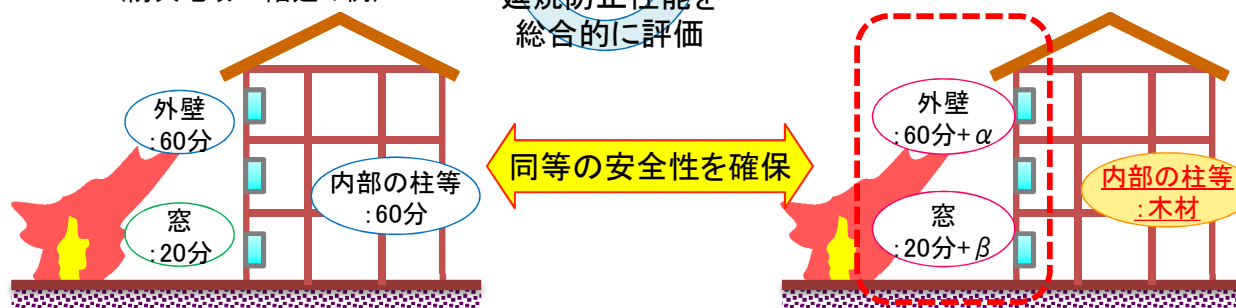 総合的に評価
外壁
:60分
窓
:20分
内部の柱等
:60分
同等の安全性を確保
外壁
:60分+α
窓
:20分+β
内部の柱等
:木材